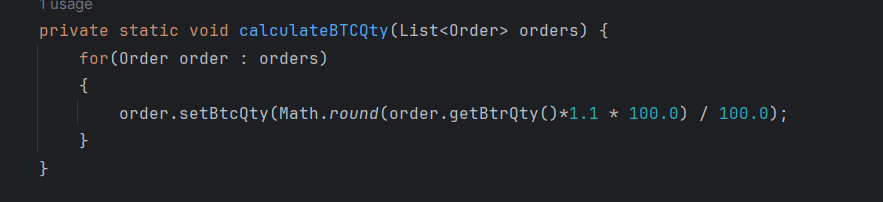 1 usage
private static void calculateBTCQty(List<Order> orders) {
for(Order order : orders)
{
order.setBtcQty(Math.round(order.getBtrQty()*1.1 * 100.0) / 100.0);
}
}